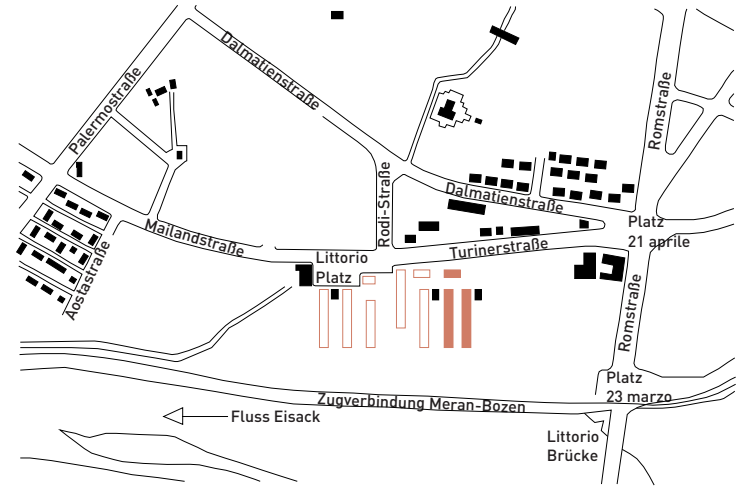 Dalmatienstraße
Palermostraße
Romstraße
Dalmatienstraße
Rodi-Straße
Mailandstraße
Platz
21 aprile
Turinerstraße
Littorio
Platz
Aostastraße
Romstraße
Platz
23 marzo
Zugverbindung Meran-Bozen
Fluss Eisack
Littorio
Brücke